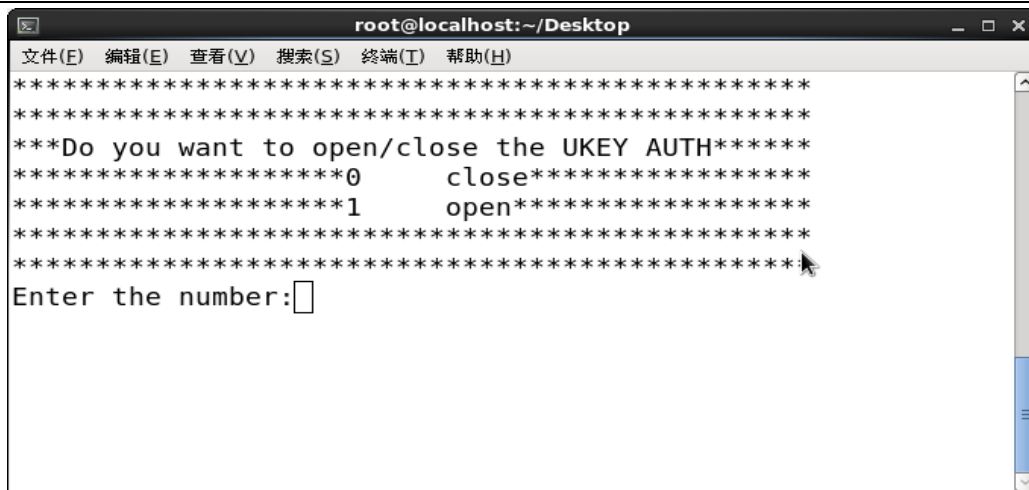 root@localhost:~/Desktop
文件(F) 编辑(E) 查看(V) 搜索(S) 终端(T) 帮助(H)
************************************************
************************************************
***Do you want to open/close the UKEY AUTH******
********************0     close*****************
********************1     open******************
************************************************
************************************************
Enter the number: